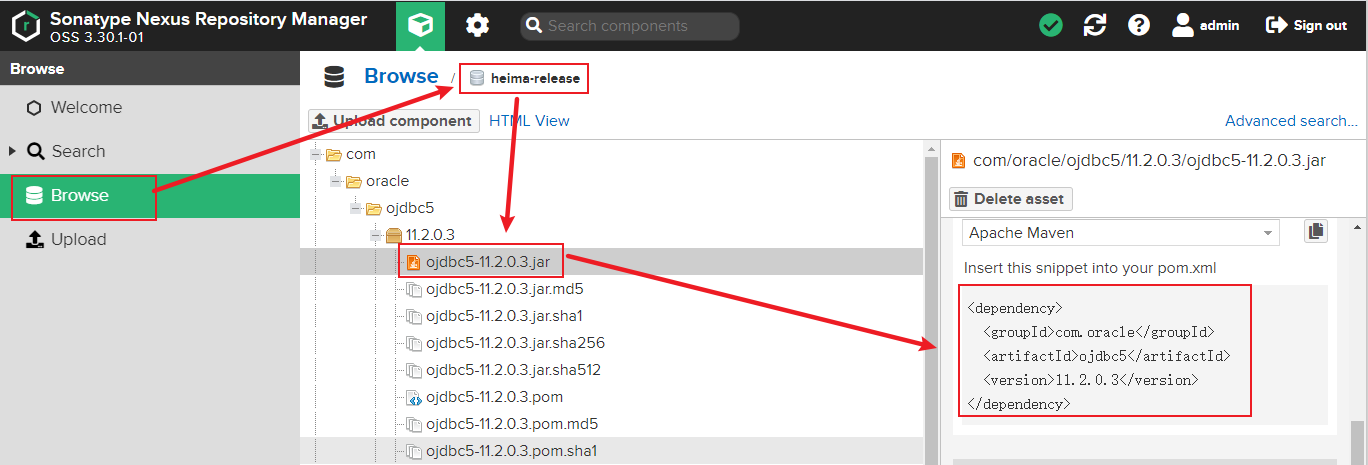 Sonatype Nexus Repository Manager
OSS 3.30.1-01
Search components
admin
Sign out
Browse
Welcome
Search
Browse
Upload
Browse / heima-release
Upload component
HTML View
Advanced search...
com
oracle
ojdbc5
11.2.0.3
ojdbc5-11.2.0.3.jar
ojdbc5-11.2.0.3.jar.md5
ojdbc5-11.2.0.3.jar.sha1
ojdbc5-11.2.0.3.jar.sha256
ojdbc5-11.2.0.3.jar.sha512
ojdbc5-11.2.0.3.pom
ojdbc5-11.2.0.3.pom.md5
ojdbc5-11.2.0.3.pom.sha1
com/oracle/ojdbc5/11.2.0.3/ojdbc5-11.2.0.3.jar
Delete asset
Apache Maven
Insert this snippet into your pom.xml
<dependency>
<groupId>com.oracle</groupId>
<artifactId>ojdbc5</artifactId>
<version>11.2.0.3</version>
</dependency>